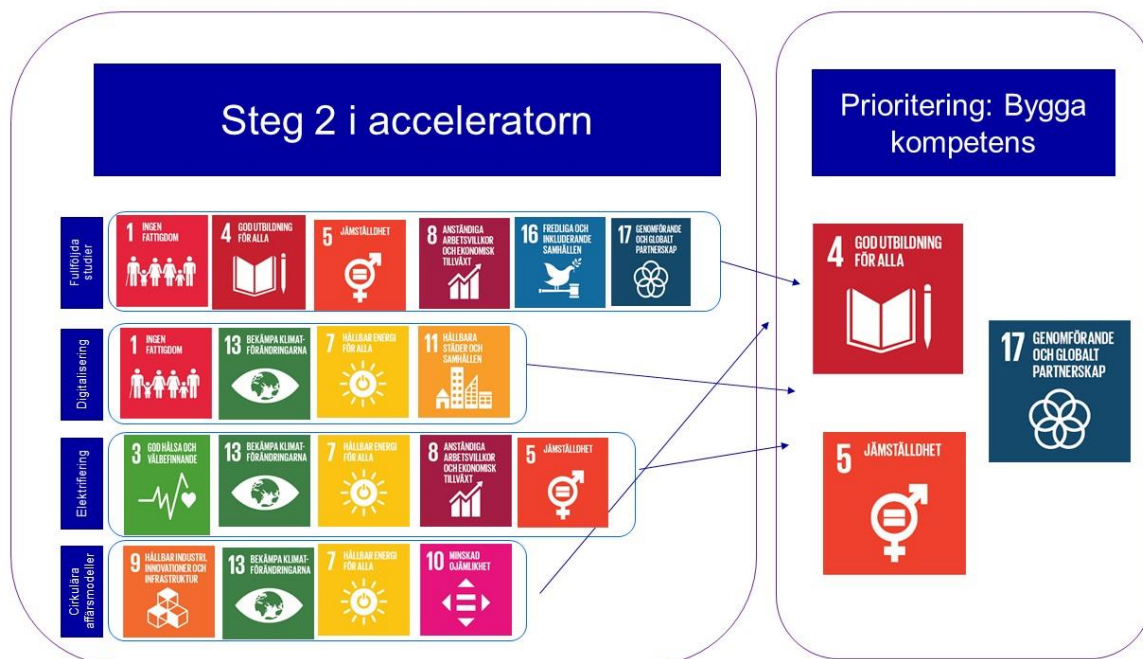 Steg 2 i acceleratorn
Prioritering: Bygga
kompetens
Fullföljda
studier
1 INGEN
FATTIGDOM
4 GOD UTBILDNING
FÖR ALLA
5 JÄMSTÄLLDHET
8 ANSTÄNDIGA
ARBETSVILLKOR
OCH EKONOMISK
TILLVÄXT
16 FREDLIGA OCH
INKLUDERANDE
SAMHÄLLEN
17 GENOMFÖRANDE
OCH GLOBALT
PARTNERSKAP
Digitalisering
1 INGEN
FATTIGDOM
13 BEKÄMPA KLIMAT-
FÖRÄNDRINGARNA
7 HÅLLBAR ENERGI
FÖR ALLA
11 HÅLLBARA
STÄDER OCH
SAMHÄLLEN
Elektrifiering
3 GOD HÄLSA OCH
VÄLBEFINNANDE
13 BEKÄMPA KLIMAT-
FÖRÄNDRINGARNA
7 HÅLLBAR ENERGI
FÖR ALLA
8 ANSTÄNDIGA
ARBETSVILLKOR
OCH EKONOMISK
TILLVÄXT
5 JÄMSTÄLLDHET
Cirkulära
affärsmodeller
9 HÅLLBAR INDUSTRI,
INNOVATIONER OCH
INFRASTRUKTUR
13 BEKÄMPA KLIMAT-
FÖRÄNDRINGARNA
7 HÅLLBAR ENERGI
FÖR ALLA
10 MINSKAD
OJÄMLIKHET
4 GOD UTBILDNING
FÖR ALLA
17 GENOMFÖRANDE
OCH GLOBALT
PARTNERSKAP
5 JÄMSTÄLLDHET